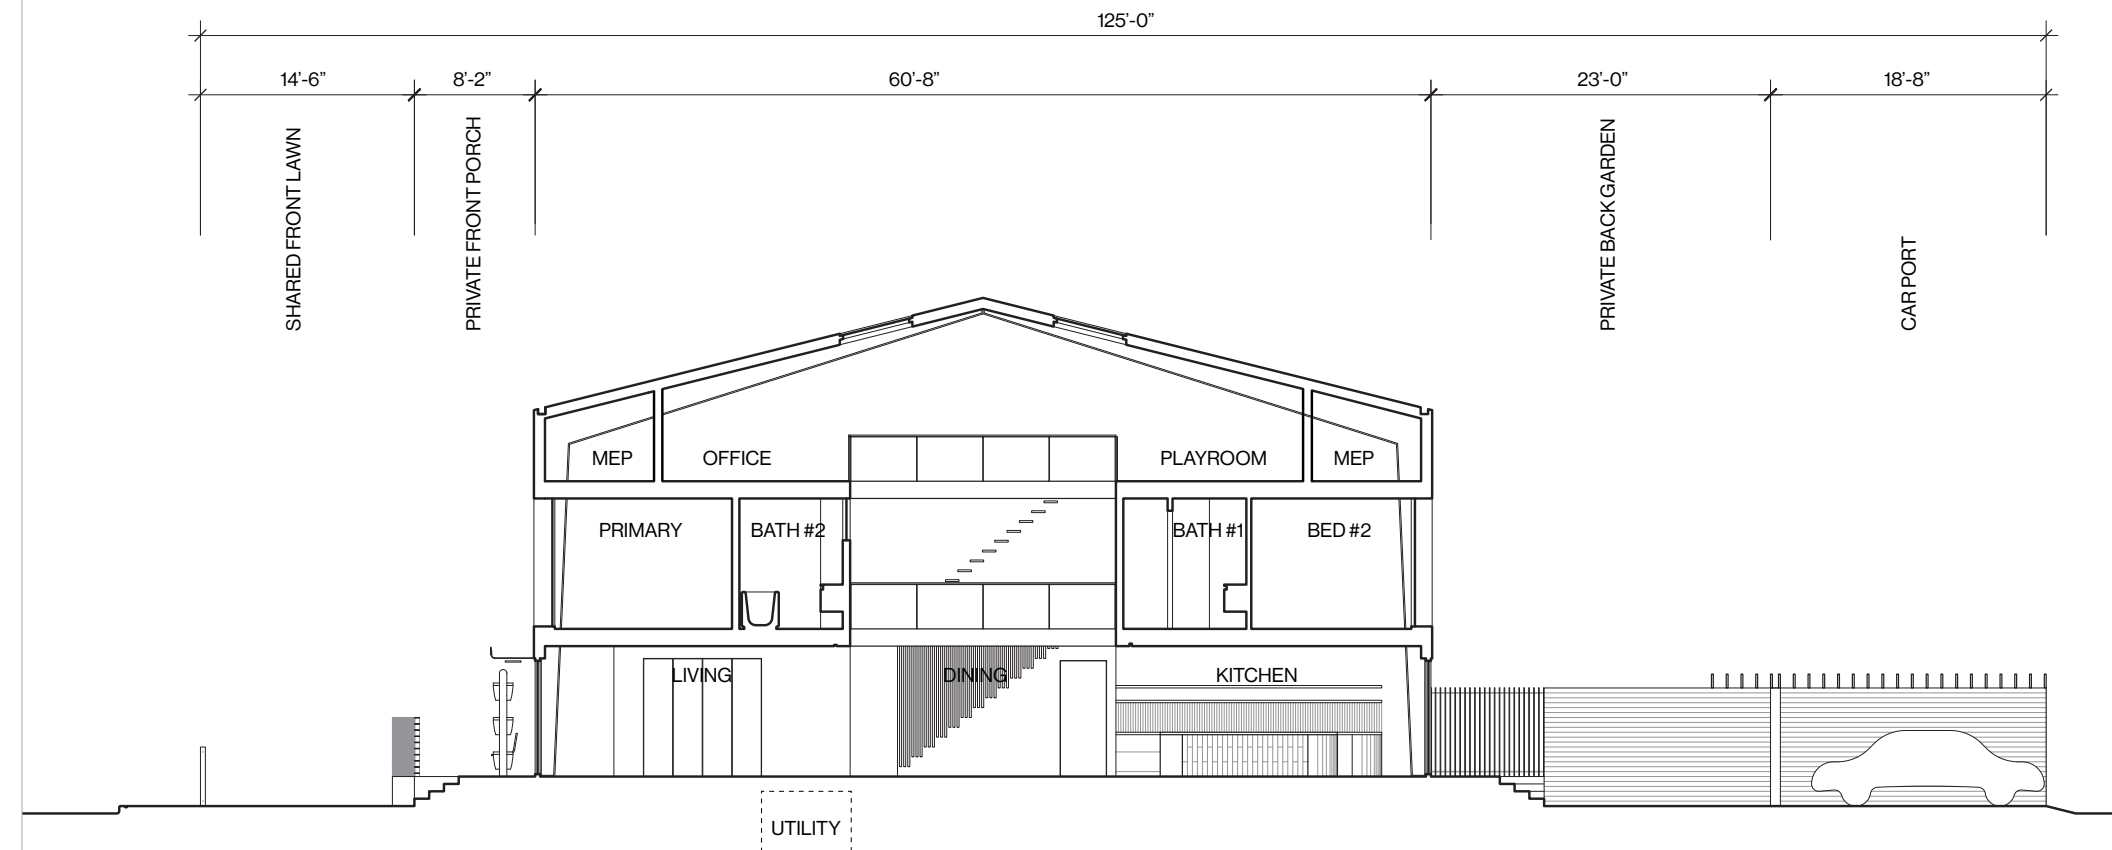 125’-0”
14’-6”
8’-2”
60’-8”
23’-0”
18’-8”
SHARED FRONT LAWN
PRIVATE FRONT PORCH
PRIVATE BACK GARDEN
CAR PORT
MEP
OFFICE
PLAYROOM
MEP
PRIMARY
BATH #2
BATH #1
BED #2
LIVING
DINING
KITCHEN
UTILITY